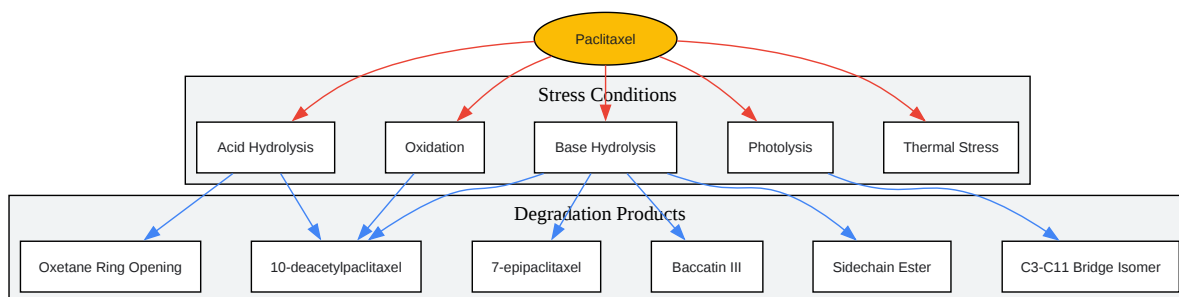 Paclitaxel
Stress Conditions
Acid Hydrolysis
Oxidation
Base Hydrolysis
Photolysis
Thermal Stress
Degradation Products
Oxetane Ring Opening
10-deacetylpaclitaxel
7-epipaclitaxel
Baccatin III
Sidechain Ester
C3-C11 Bridge Isomer